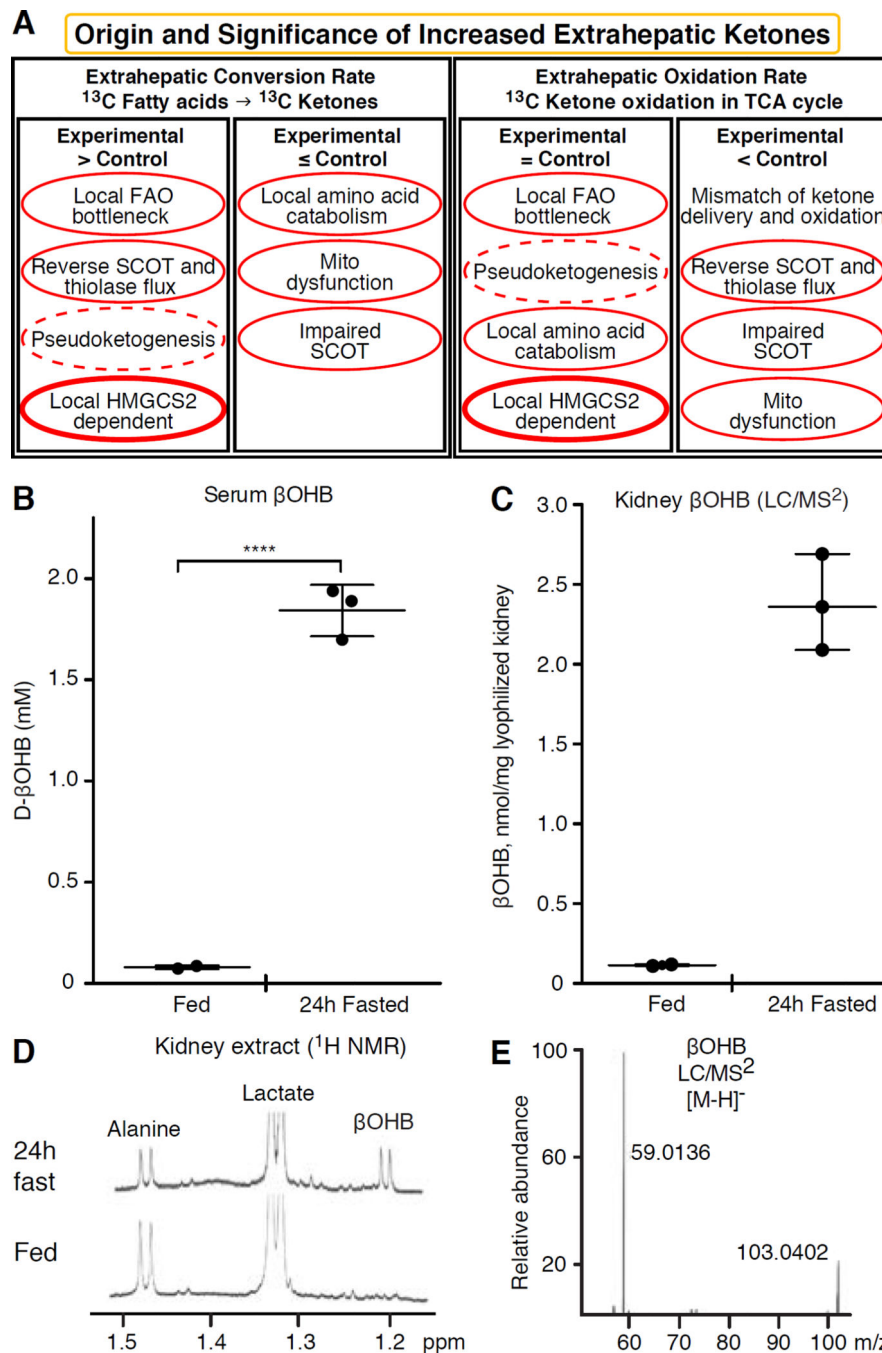 A
Origin and Significance of Increased Extrahepatic Ketones
Extrahepatic Conversion Rate
¹³C Fatty acids → ¹³C Ketones
Extrahepatic Oxidation Rate
¹³C Ketone oxidation in TCA cycle
Experimental
> Control
Local FAO
bottleneck
Reverse SCOT and
thiolase flux
Pseudoketogenesis
Local HMGCS2
dependent
Experimental
≤ Control
Local amino acid
catabolism
Mito
dysfunction
Impaired
SCOT
Experimental
= Control
Local FAO
bottleneck
Pseudoketogenesis
Local amino acid
catabolism
Local HMGCS2
dependent
Experimental
< Control
Mismatch of ketone
delivery and oxidation
Reverse SCOT and
thiolase flux
Impaired
SCOT
Mito
dysfunction
B
Serum βOHB
D-βOHB (mM)
2.0
1.5
1.0
0.5
0
****
Fed
24h Fasted
C
Kidney βOHB (LC/MS²)
βOHB, nmol/mg lyophilized kidney
3.0
2.5
2.0
1.5
1.0
0.5
0
Fed
24h Fasted
D
Kidney extract (¹H NMR)
Alanine
Lactate
βOHB
24h
fast
Fed
1.5
1.4
1.3
1.2
ppm
E
βOHB
LC/MS²
[M-H]⁻
Relative abundance
100
60
20
59.0136
103.0402
60
70
80
90
100
m/z